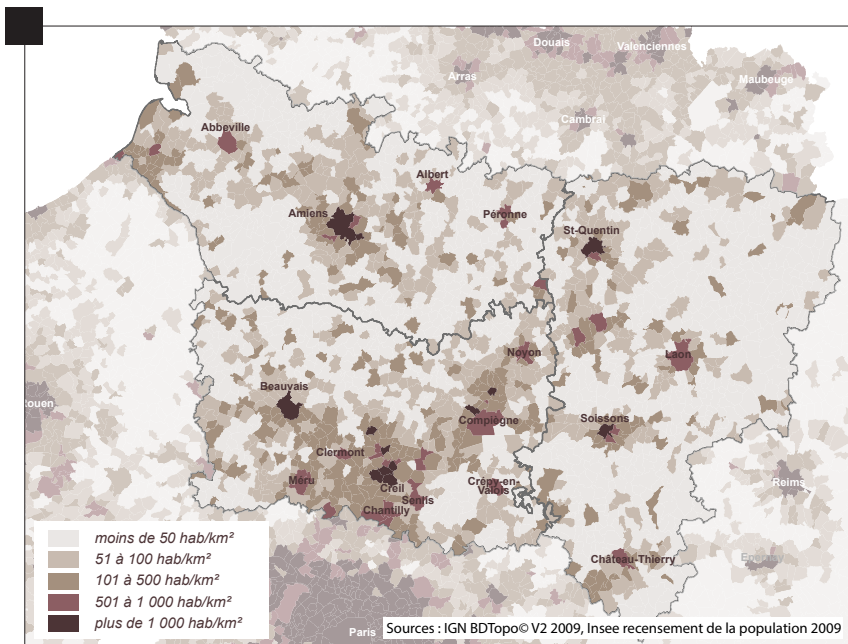 Douais
Valenciennes
Arras
Maubeuge
Cambrai
Abbeville
Albert
Amiens
Péronne
St-Quentin
Noyon
Laon
Beauvais
Rouen
Compiègne
Soissons
Clermont
Méru
Creil
Crépy-en-
Valois
Senlis
Chantilly
Reims
Château-Thierry
Epernay
Paris
moins de 50 hab/km²
51 à 100 hab/km²
101 à 500 hab/km²
501 à 1 000 hab/km²
plus de 1 000 hab/km²
Sources : IGN BDTopo© V2 2009, Insee recensement de la population 2009